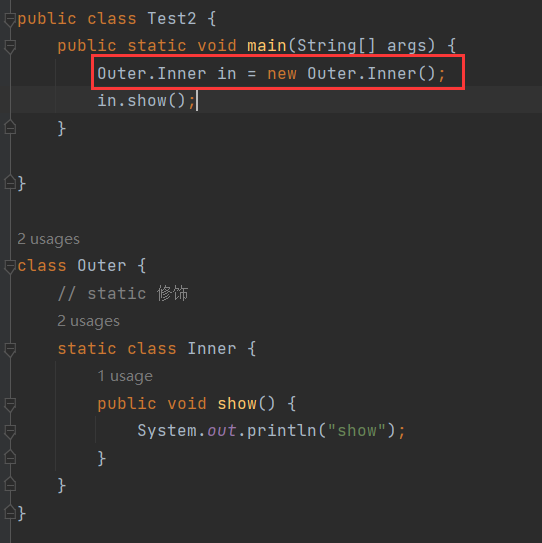 public class Test2 {
    public static void main(String[] args) {
        Outer.Inner in = new Outer.Inner();
        in.show();
    }
}
2 usages
class Outer {
    // static 修饰
    2 usages
    static class Inner {
        1 usage
        public void show() {
            System.out.println("show");
        }
    }
}